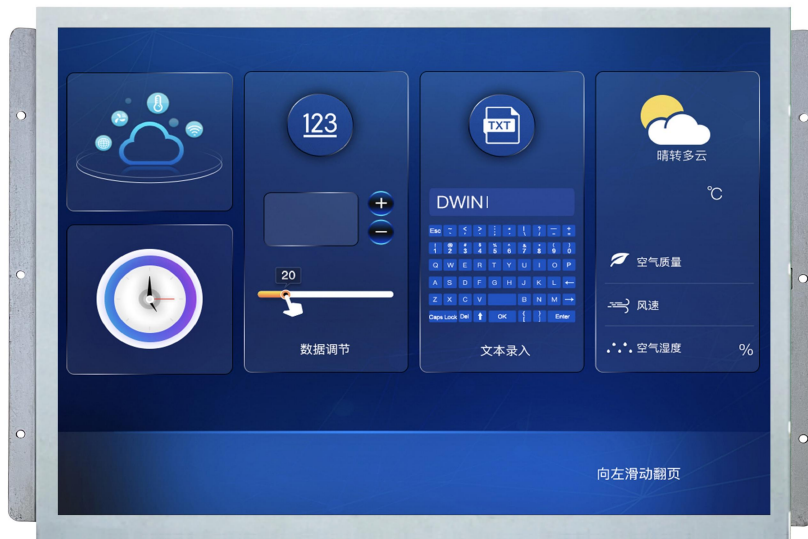 123
20
数据调节
TXT
DWIN
Esc
Q W E R T Y U I O P
A S D F G H J K L
Z X C V B N M
Caps Lock Del OK Enter
文本录入
晴转多云
℃
空气质量
风速
空气湿度 %
向左滑动翻页